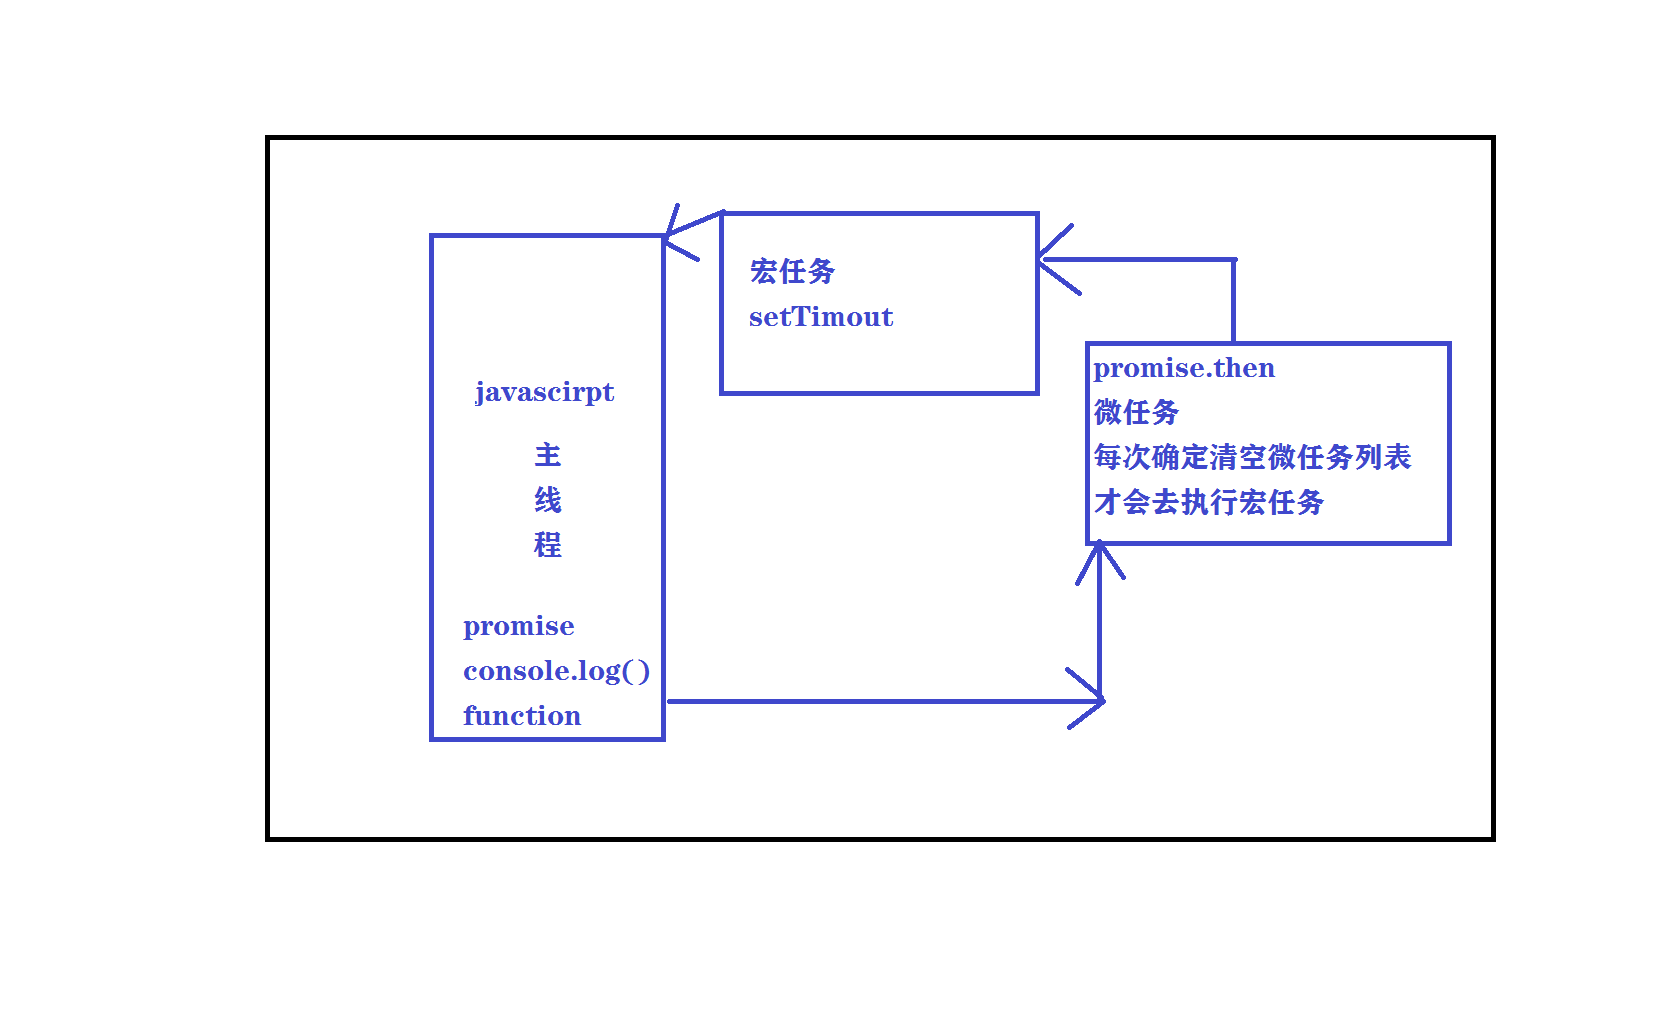 javascirpt
主
线
程
promise
console.log()
function
宏任务
setTimout
promise.then
微任务
每次确定清空微任务列表
才会去执行宏任务